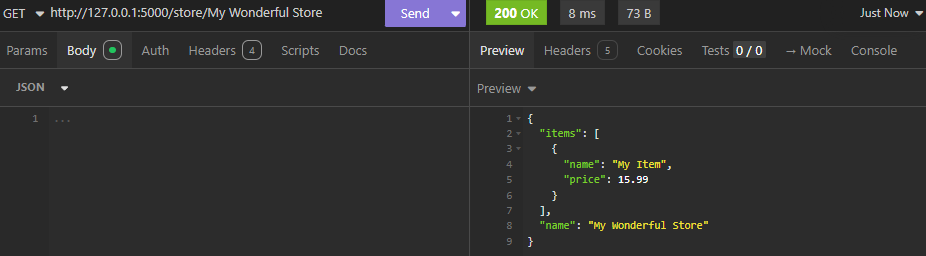 GET http://127.0.0.1:5000/store/My Wonderful Store Send 200 OK 8 ms 73 B Just Now
Params Body Auth Headers 4 Scripts Docs
Preview Headers 5 Cookies Tests 0 / 0 → Mock Console
JSON
Preview
1 ...
1 {
2 "items": [
3 {
4 "name": "My Item",
5 "price": 15.99
6 }
7 ],
8 "name": "My Wonderful Store"
9 }